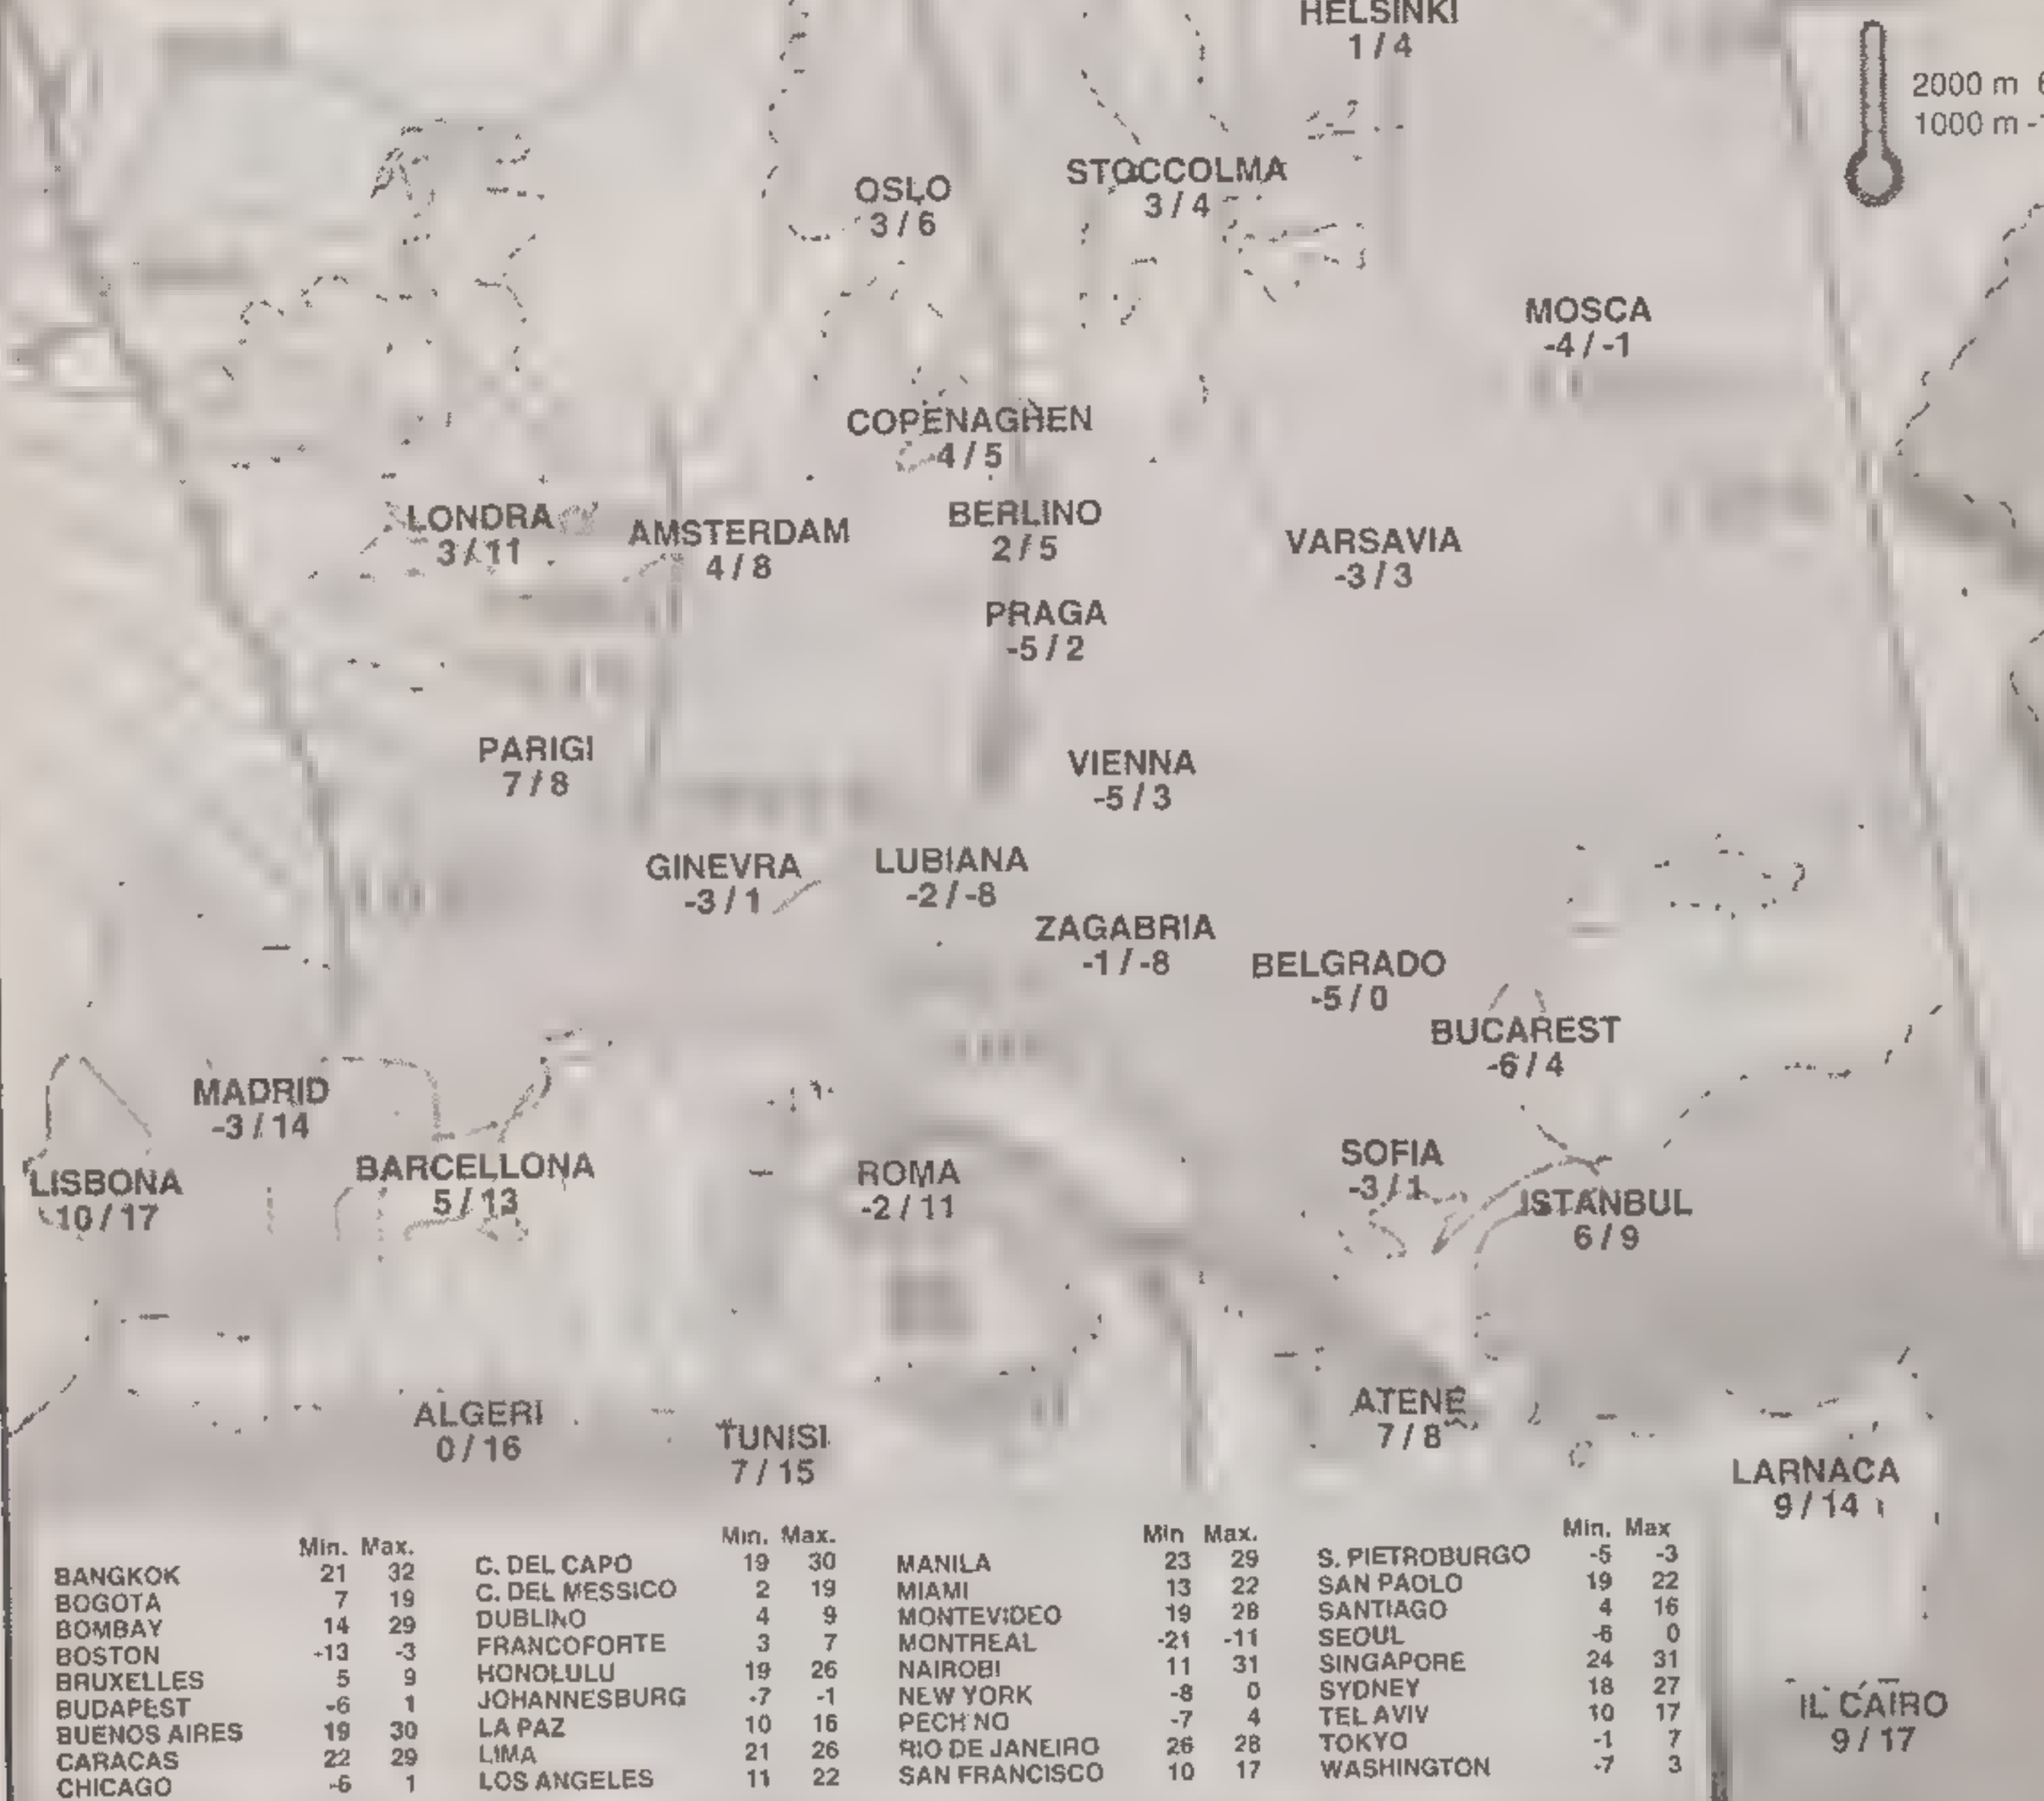 HELSINKI
1 / 4
2000 m
1000 m
STOCCOLMA
3 / 4
OSLO
3 / 6
MOSCA
-4 / -1
COPENAGHEN
4 / 5
LONDRA
3 / 11
AMSTERDAM
4 / 8
BERLINO
2 / 5
VARSAVIA
-3 / 3
PRAGA
-5 / 2
PARIGI
7 / 8
VIENNA
-5 / 3
GINEVRA
-3 / 1
LUBIANA
-2 / -8
ZAGABRIA
-1 / -8
BELGRADO
-5 / 0
BUCAREST
-6 / 4
MADRID
-3 / 14
LISBONA
10 / 17
BARCELLONA
5 / 13
ROMA
-2 / 11
SOFIA
-3 / 1
ISTANBUL
6 / 9
ALGERI
0 / 16
TUNISI
7 / 15
ATENE
7 / 8
LARNACA
9 / 14
Min. Max.
BANGKOK 21 32
BOGOTA 7 19
BOMBAY 14 29
BOSTON -13 -3
BRUXELLES 5 9
BUDAPEST -6 1
BUENOS AIRES 19 30
CARACAS 22 29
CHICAGO -6 1
Min. Max.
C. DEL CAPO 19 30
C. DEL MESSICO 2 19
DUBLINO 4 9
FRANCOFORTE 3 7
HONOLULU 19 26
JOHANNESBURG -7 -1
LA PAZ 10 16
LIMA 21 26
LOS ANGELES 11 22
Min Max.
MANILA 23 29
MIAMI 13 22
MONTEVIDEO 19 28
MONTREAL -21 -11
NAIROBI 11 31
NEW YORK -8 0
PECHINO -7 4
RIO DE JANEIRO 26 28
SAN FRANCISCO 10 17
Min. Max
S. PIETROBURGO -5 -3
SAN PAOLO 19 22
SANTIAGO 4 16
SEOUL -6 0
SINGAPORE 24 31
SYDNEY 18 27
TEL AVIV 10 17
TOKYO -1 7
WASHINGTON -7 3
IL CAIRO
9 / 17